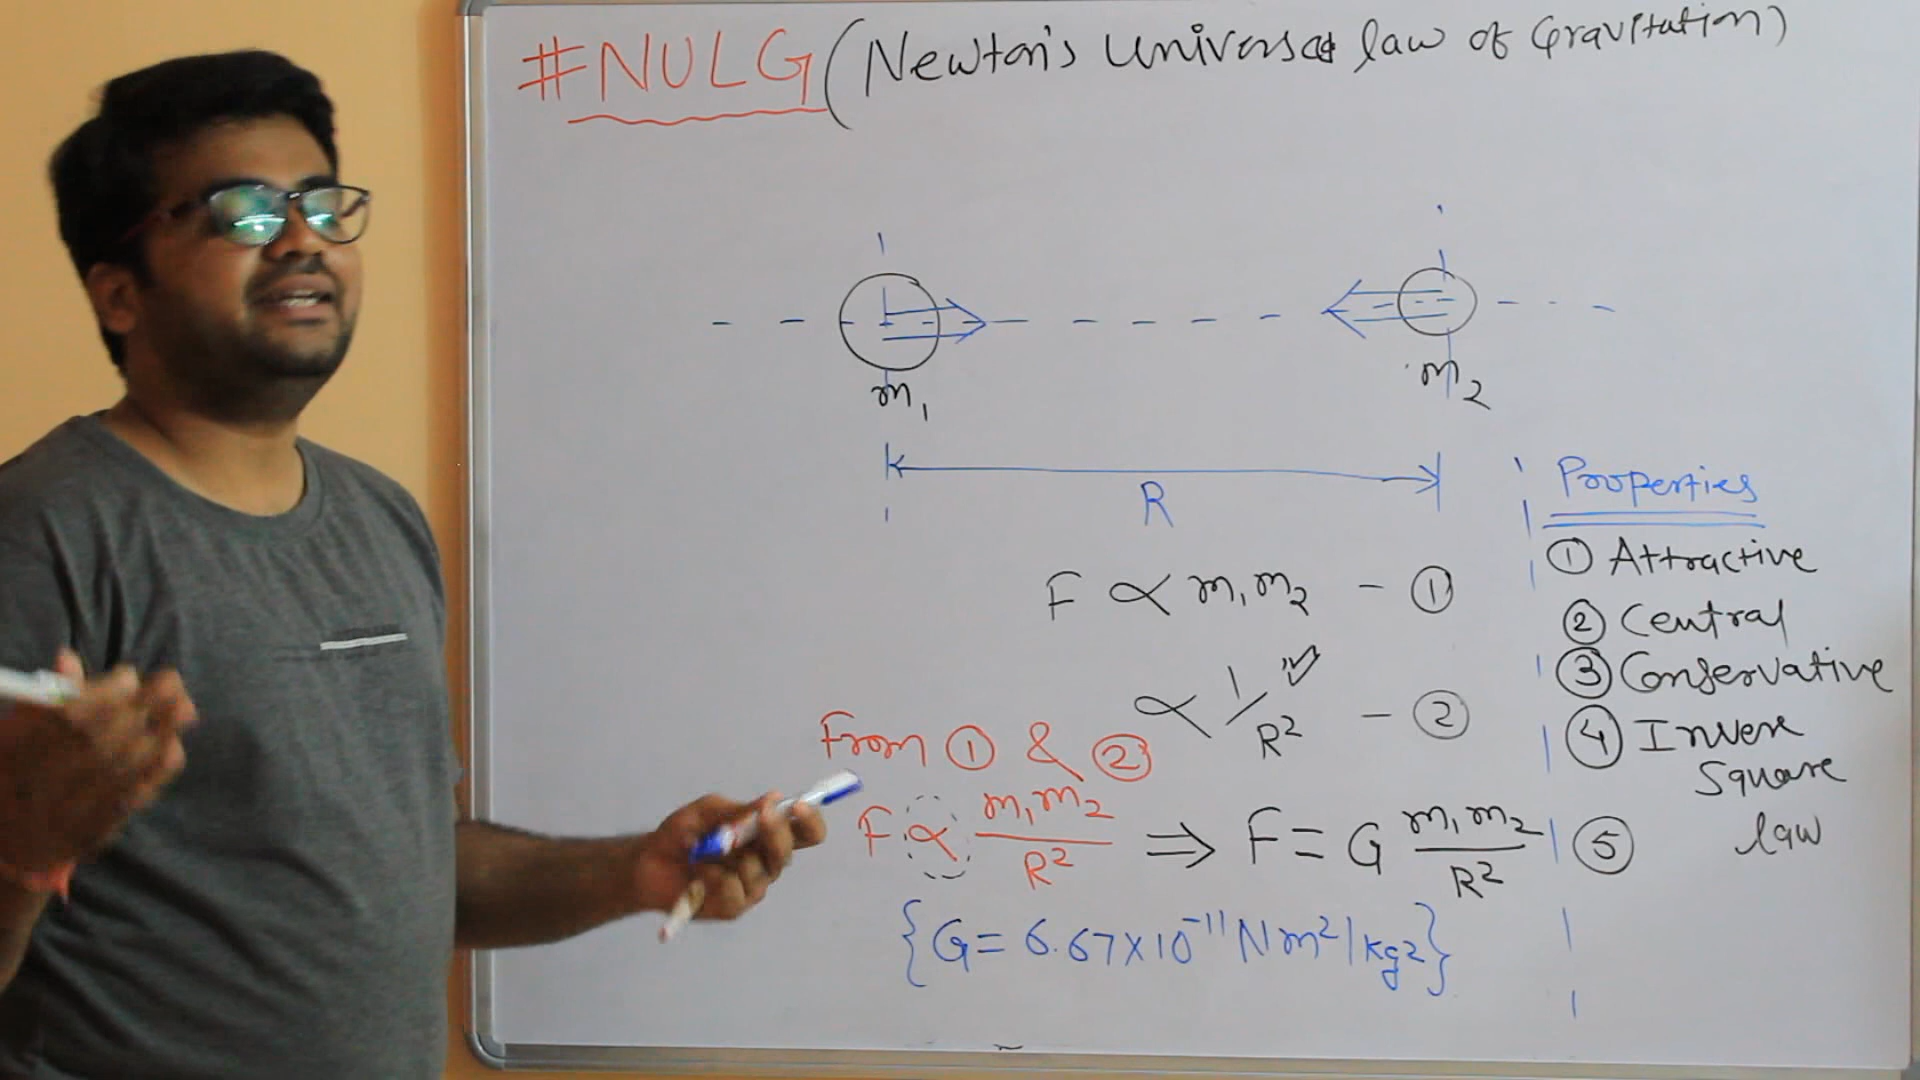 #NULG (Newton's Universal law of Gravitation)
m₁
m₂
R
F ∝ m₁m₂ - ①
∝ 1/R² - ②
From ① & ②
F ∝ m₁m₂/R² ⇒ F = G m₁m₂/R²
{G = 6.67×10⁻¹¹ Nm²/kg²}
Properties
① Attractive
② Central
③ Conservative
④ Inverse
Square
law
⑤